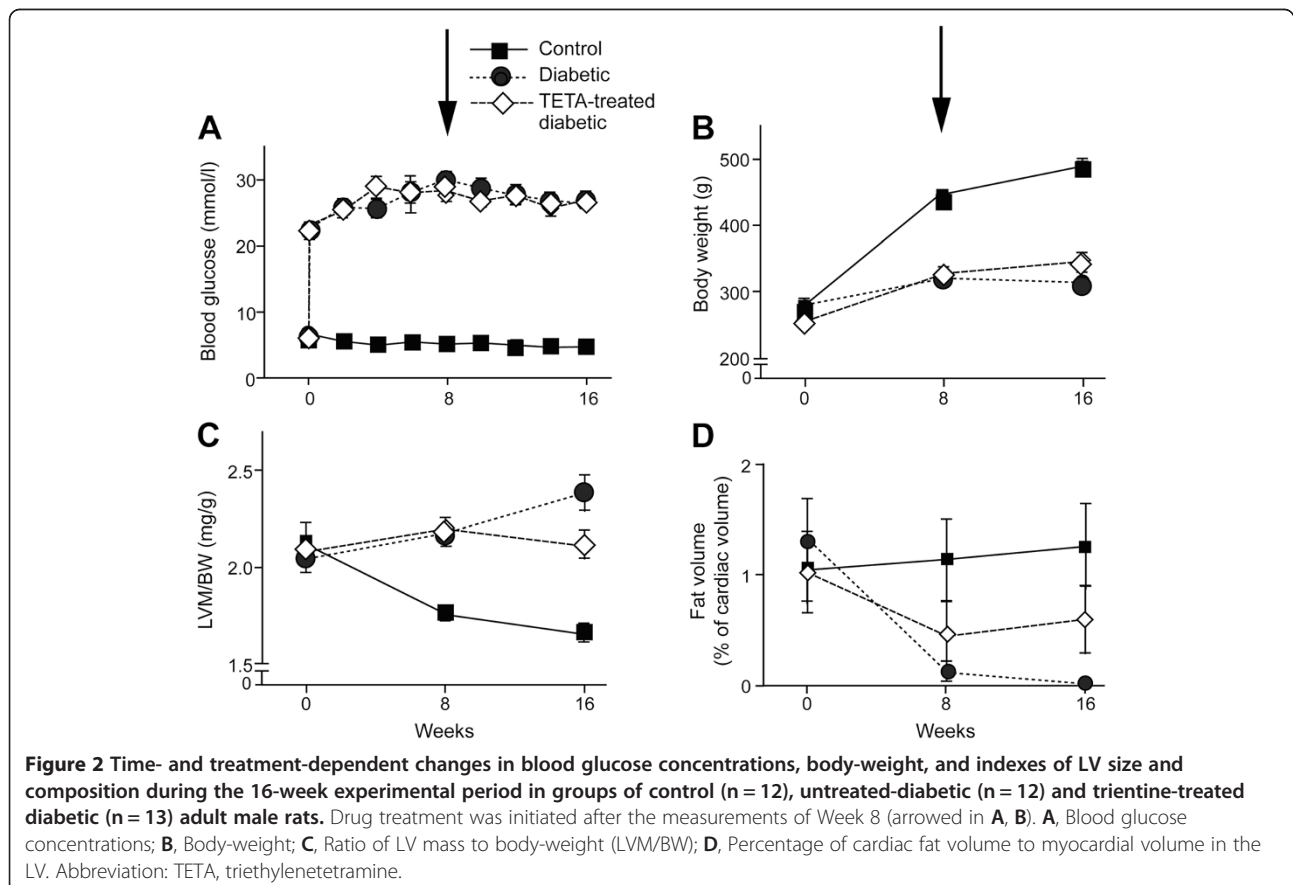 Control
Diabetic
TETA-treated
diabetic
A
Blood glucose (mmol/l)
30
20
10
0
0
8
16
B
Body weight (g)
500
400
300
200
0
0
8
16
C
LVM/BW (mg/g)
2.5
2.0
1.5
0
0
8
16
Weeks
D
Fat volume
(% of cardiac volume)
2
1
0
0
8
16
Weeks
Figure 2 Time- and treatment-dependent changes in blood glucose concentrations, body-weight, and indexes of LV size and
composition during the 16-week experimental period in groups of control (n = 12), untreated-diabetic (n = 12) and trientine-treated
diabetic (n = 13) adult male rats. Drug treatment was initiated after the measurements of Week 8 (arrowed in A, B). A, Blood glucose
concentrations; B, Body-weight; C, Ratio of LV mass to body-weight (LVM/BW); D, Percentage of cardiac fat volume to myocardial volume in the
LV. Abbreviation: TETA, triethylenetetramine.